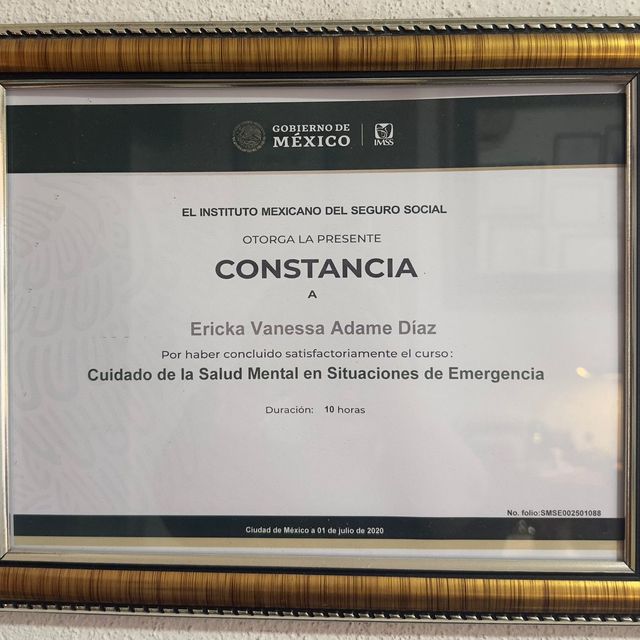 GOBIERNO DE
MÉXICO
IMSS
EL INSTITUTO MEXICANO DEL SEGURO SOCIAL
OTORGA LA PRESENTE
CONSTANCIA
A
Ericka Vanessa Adame Díaz
Por haber concluido satisfactoriamente el curso:
Cuidado de la Salud Mental en Situaciones de Emergencia
Duración: 10 horas
No. folio:SMSE002501088
Ciudad de México a 01 de julio de 2020